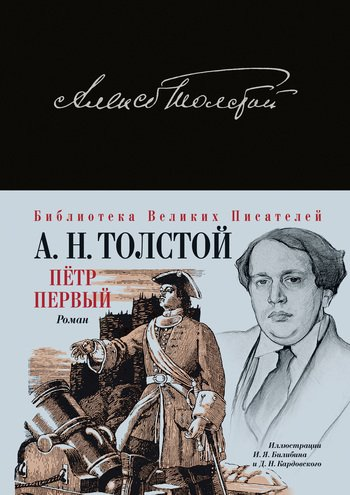 Алексей Толстой
Библиотека Великих Писателей
А. Н. ТОЛСТОЙ
ПЁТР
ПЕРВЫЙ
Роман
Иллюстрации
И. Я. Билибина
и Д. Н. Кардовского